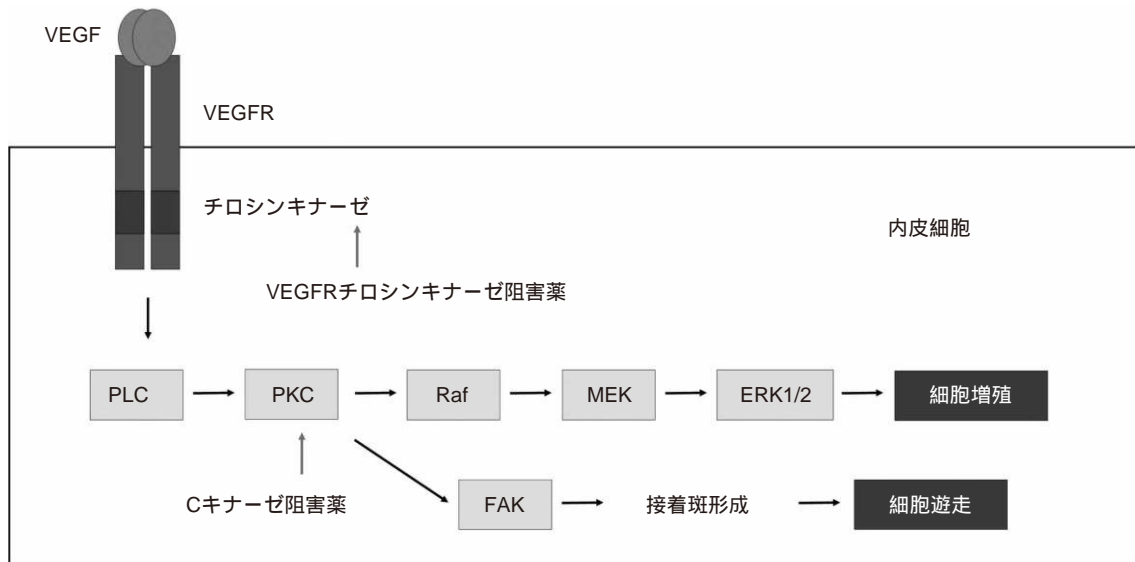 VEGF
VEGFR
チロシンキナーゼ
内皮細胞
VEGFRチロシンキナーゼ阻害薬
PLC
PKC
Raf
MEK
ERK1/2
細胞増殖
Cキナーゼ阻害薬
FAK
接着斑形成
細胞遊走